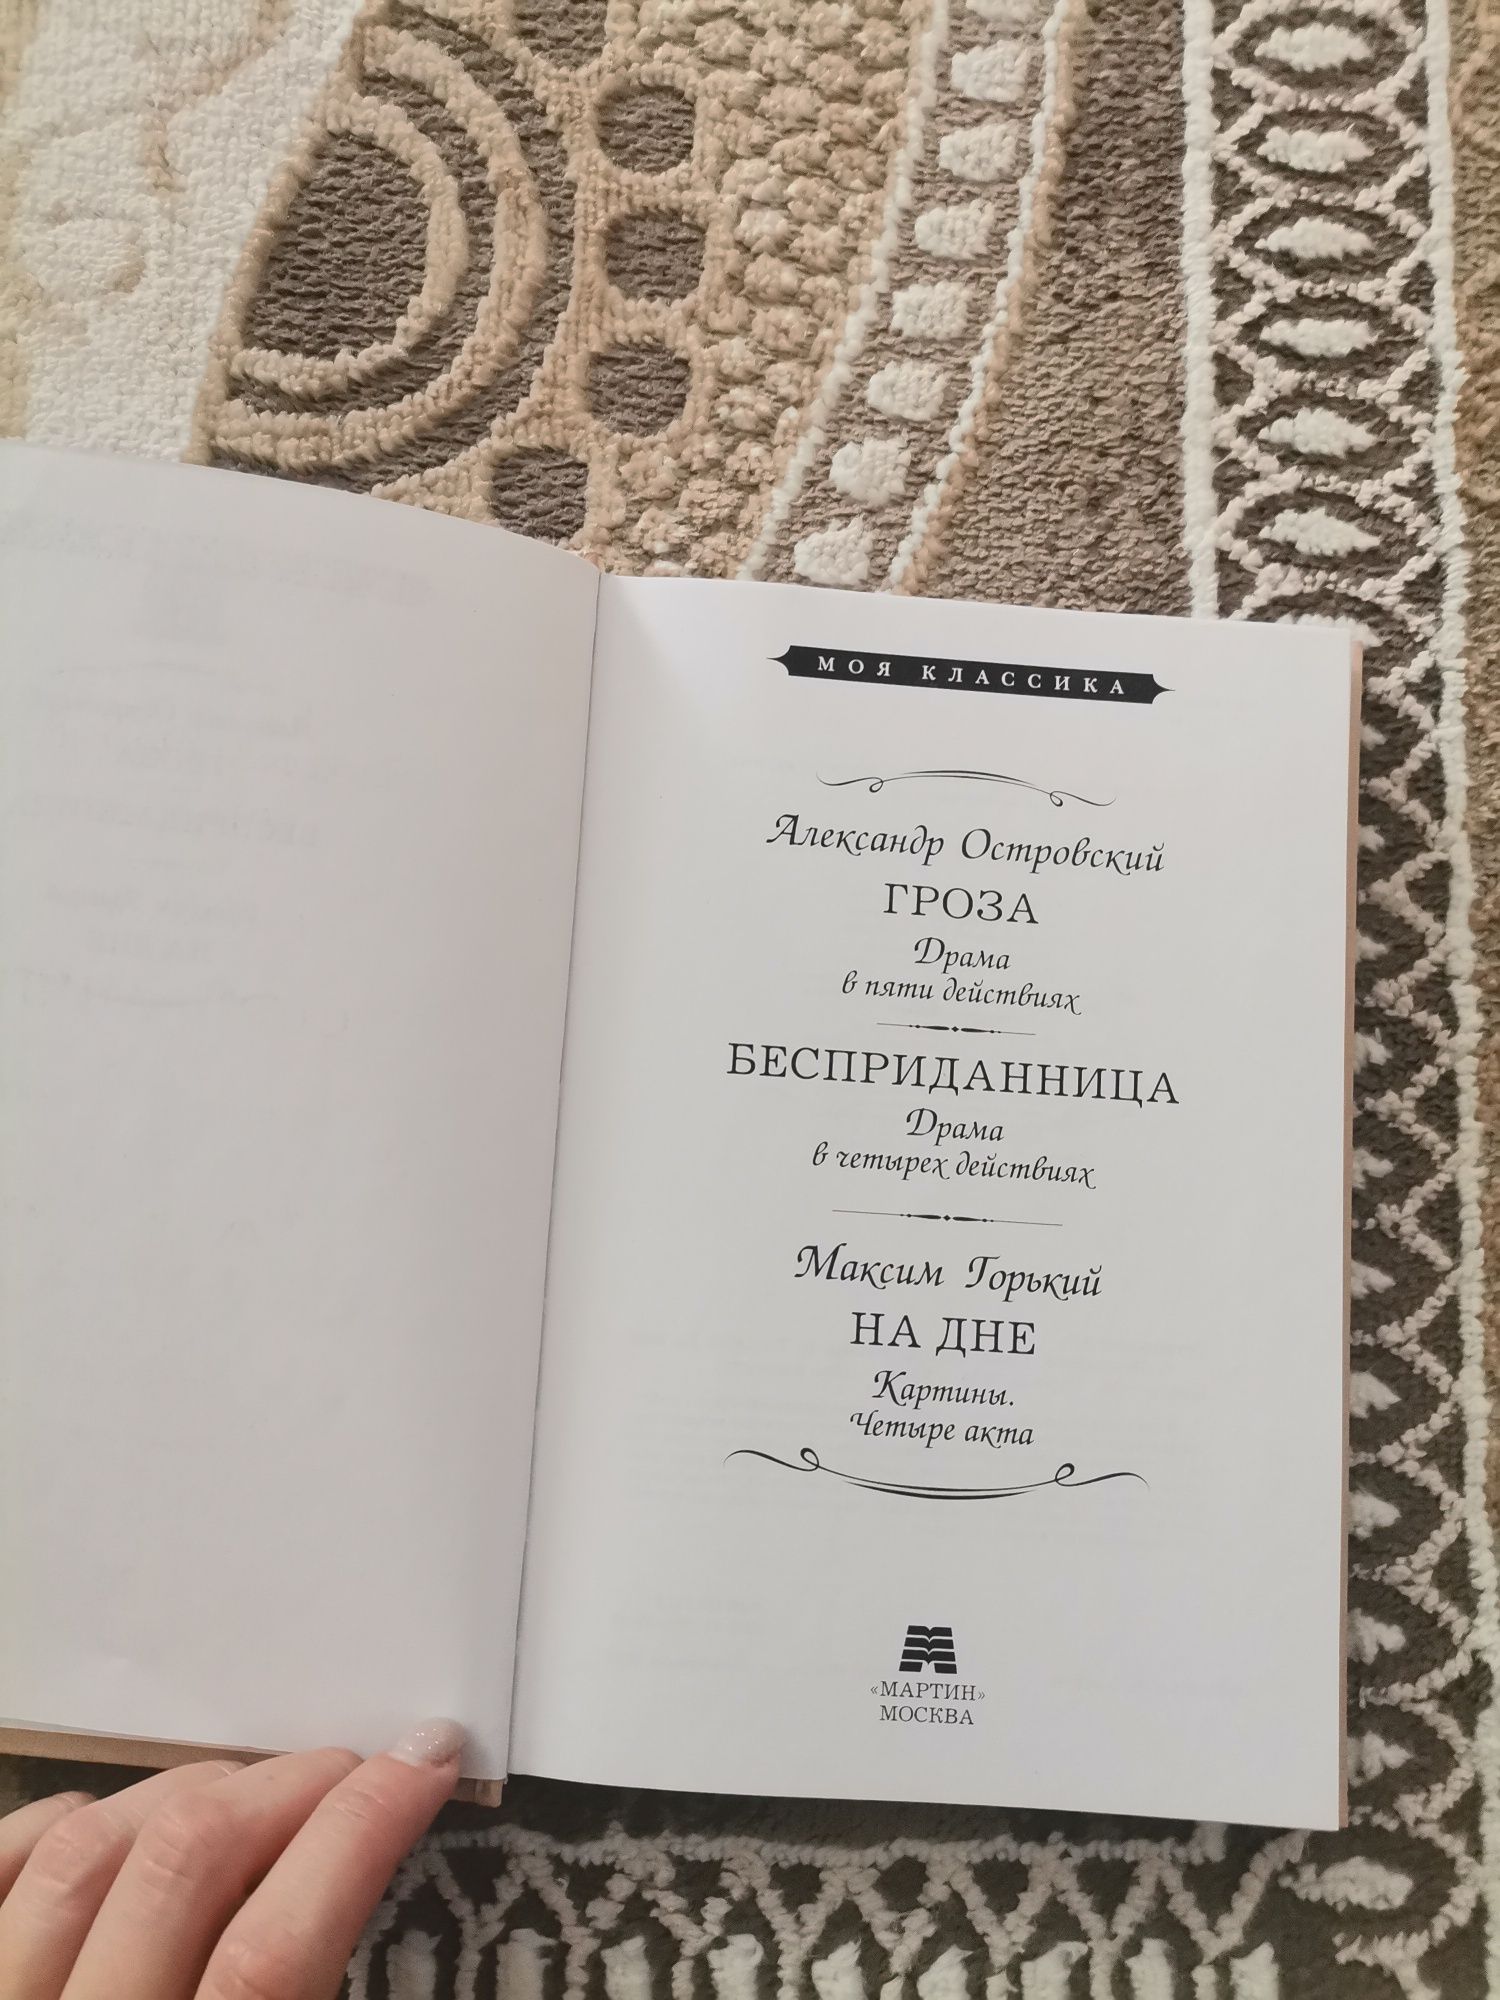 МОЯ КЛАССИКА
Александр Островский
ГРОЗА
Драма
в пяти действиях
БЕСПРИДАННИЦА
Драма
в четырех действиях
Максим Горький
НА ДНЕ
Картины.
Четыре акта
«МАРТИН»
МОСКВА